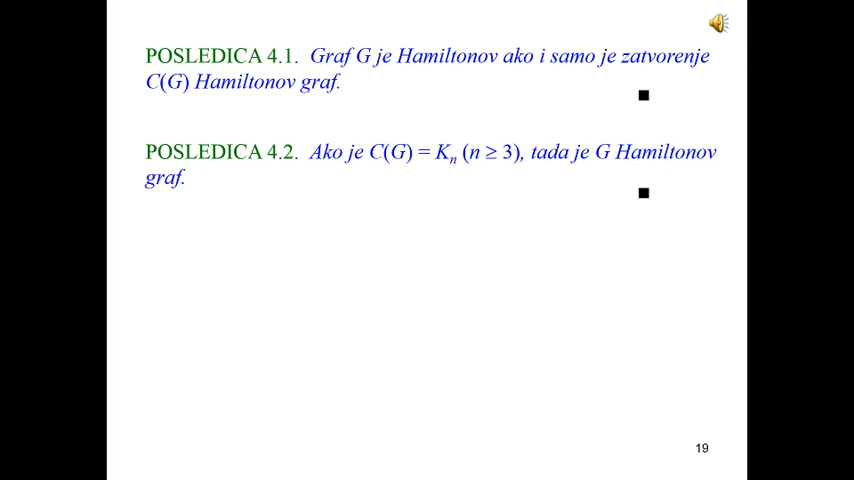 POSLEDICA 4.1. Graf G je Hamiltonov ako i samo je zatvorenje
C(G) Hamiltonov graf.
■
POSLEDICA 4.2. Ako je C(G) = Kn (n ≥ 3), tada je G Hamiltonov
graf.
■
19